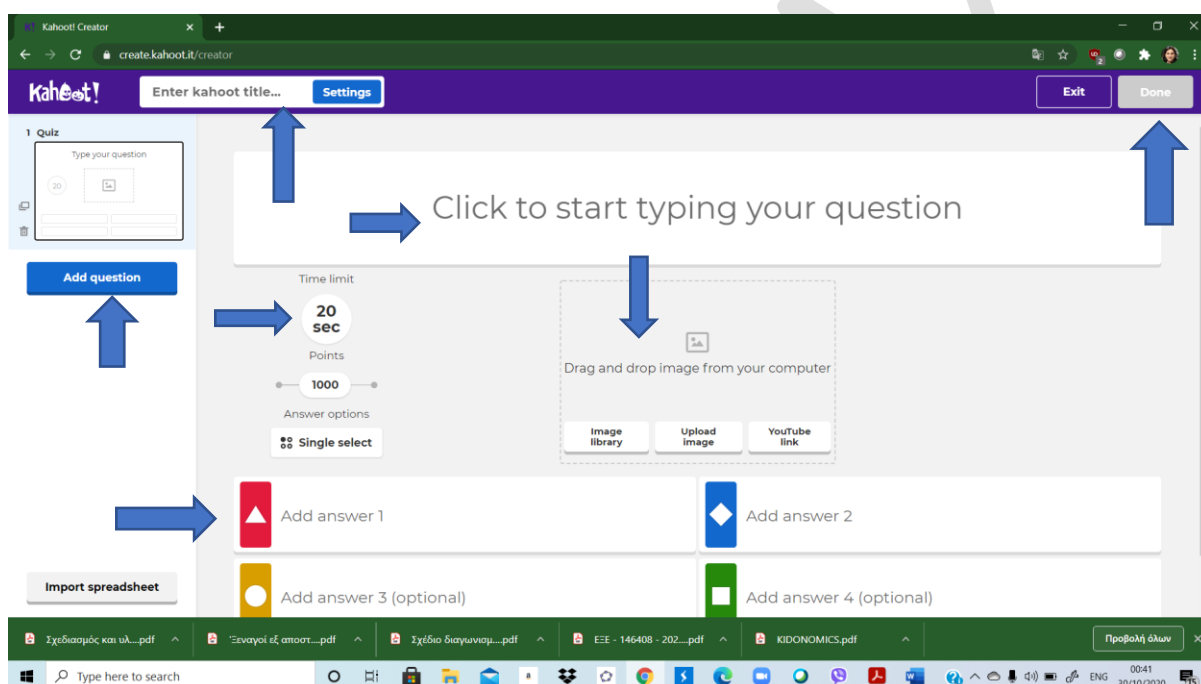 Kahoot! Creator
create.kahoot.it/creator
Kahoot!
Enter kahoot title...
Settings
Exit
Done
1 Quiz
Type your question
20
Add question
Import spreadsheet
Click to start typing your question
Time limit
20
sec
Points
1000
Answer options
Single select
Drag and drop image from your computer
Image
library
Upload
image
YouTube
link
Add answer 1
Add answer 2
Add answer 3 (optional)
Add answer 4 (optional)
Σχεδιασμός και υλ....pdf
Ξεναγοί εξ αποστ....pdf
Σχέδιο διαγωνισμ....pdf
ΕΞΕ - 146408 - 202....pdf
KIDONOMICS.pdf
Προβολή όλων
Type here to search
ENG
00:41
30/10/2020